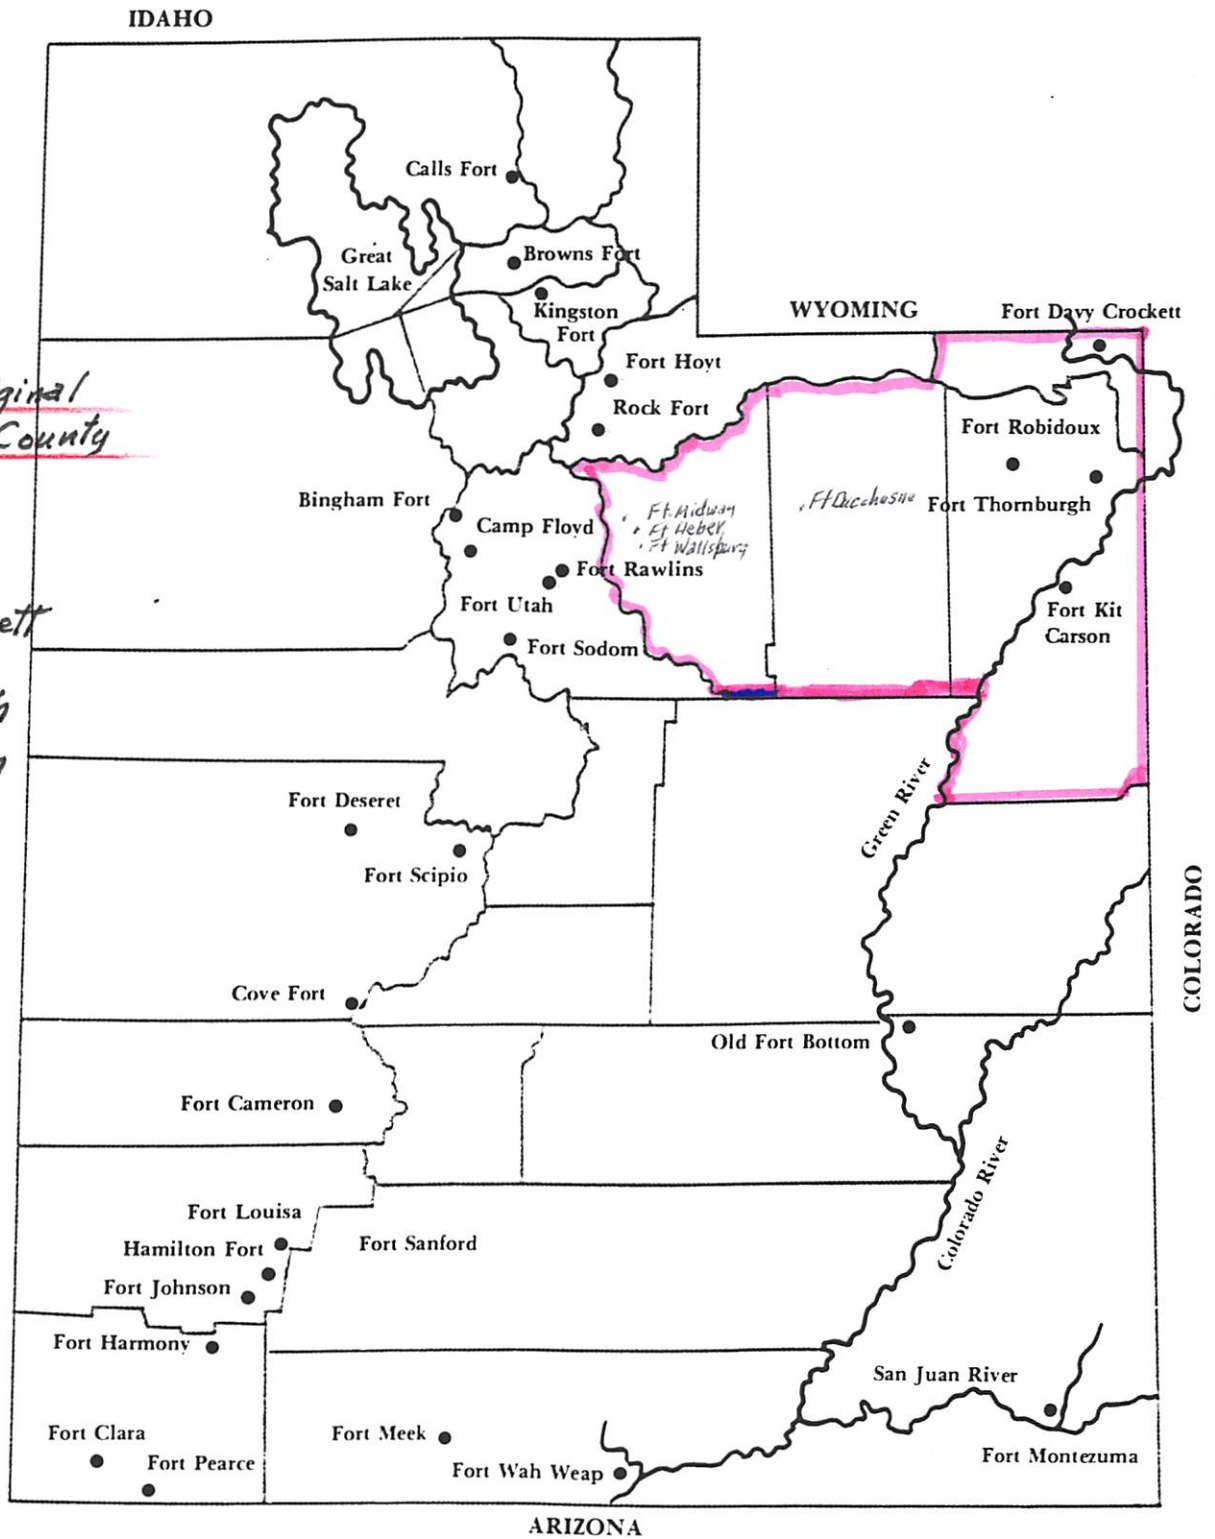 IDAHO
Calls Fort
Great
Salt Lake
Browns Fort
Kingston
Fort
WYOMING
Fort Davy Crockett
Fort Hoyt
Rock Fort
County
Fort Robidoux
Bingham Fort
Camp Floyd
Ft. Midway
Ft Heber
Ft Wallsburg
Ft Duchesne
Fort Thornburgh
Fort Rawlins
Fort Utah
Fort Kit
Carson
Fort Sodom
Green River
Fort Deseret
Fort Scipio
COLORADO
Cove Fort
Old Fort Bottom
Fort Cameron
Colorado River
Fort Louisa
Hamilton Fort
Fort Sanford
Fort Johnson
Fort Harmony
San Juan River
Fort Clara
Fort Meek
Fort Pearce
Fort Wah Weap
Fort Montezuma
ARIZONA